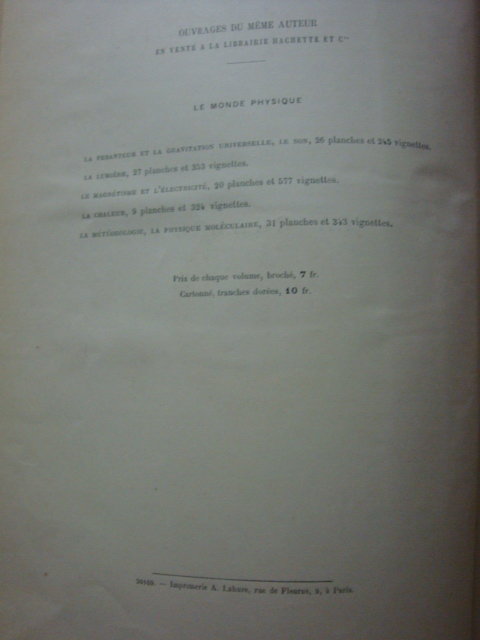 OUVRAGES DU MÊME AUTEUR
EN VENTE A LA LIBRAIRIE HACHETTE ET Cie
LE MONDE PHYSIQUE
LA PESANTEUR ET LA GRAVITATION UNIVERSELLE, LE SON, 26 planches et 245 vignettes.
LA LUMIÈRE, 27 planches et 353 vignettes.
LE MAGNÉTISME ET L'ÉLECTRICITÉ, 20 planches et 577 vignettes.
LA CHALEUR, 9 planches et 324 vignettes.
LA MÉTÉOROLOGIE, LA PHYSIQUE MOLÉCULAIRE, 31 planches et 343 vignettes.
Prix de chaque volume, broché, 7 fr.
Cartonné, tranches dorées, 10 fr.
— Imprimerie A. Lahure, rue de Fleurus, 9, à Paris.